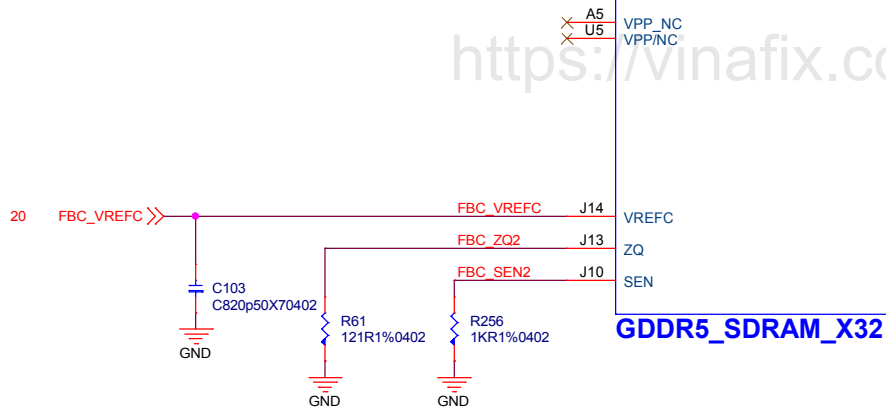 A5
VPP_NC
U5
VPP/NC
https://vinafix.co
20 FBC_VREFC
FBC_VREFC
J14
VREFC
FBC_ZQ2
J13
ZQ
FBC_SEN2
J10
SEN
C103
C820p50X70402
GND
R61
121R1%0402
GND
R256
1KR1%0402
GND
GDDR5_SDRAM_X32